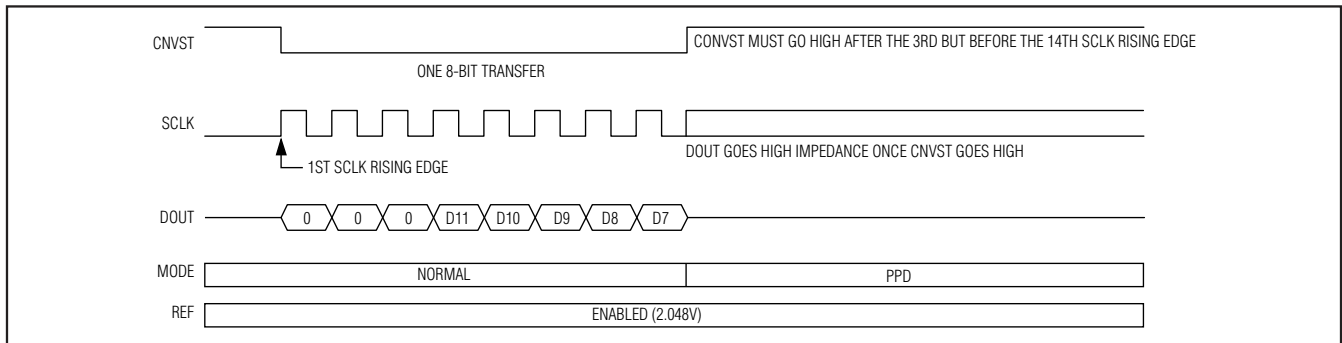 CNVST
CONVST MUST GO HIGH AFTER THE 3RD BUT BEFORE THE 14TH SCLK RISING EDGE
ONE 8-BIT TRANSFER
SCLK
DOUT GOES HIGH IMPEDANCE ONCE CNVST GOES HIGH
1ST SCLK RISING EDGE
DOUT 0 0 0 D11 D10 D9 D8 D7
MODE NORMAL PPD
REF ENABLED (2.048V)